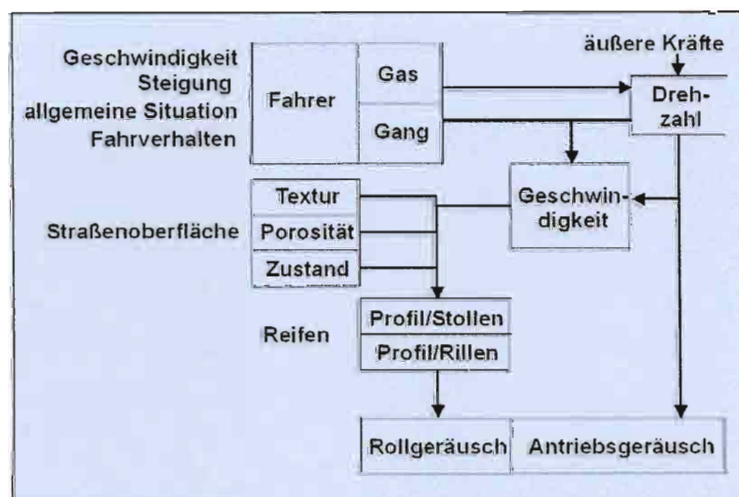 Geschwindigkeit
Steigung
allgemeine Situation
Fahrverhalten
Fahrer
Gas
Gang
äußere Kräfte
Dreh-
zahl
Geschwin-
digkeit
Straßenoberfläche
Textur
Porosität
Zustand
Reifen
Profil/Stollen
Profil/Rillen
Rollgeräusch
Antriebsgeräusch